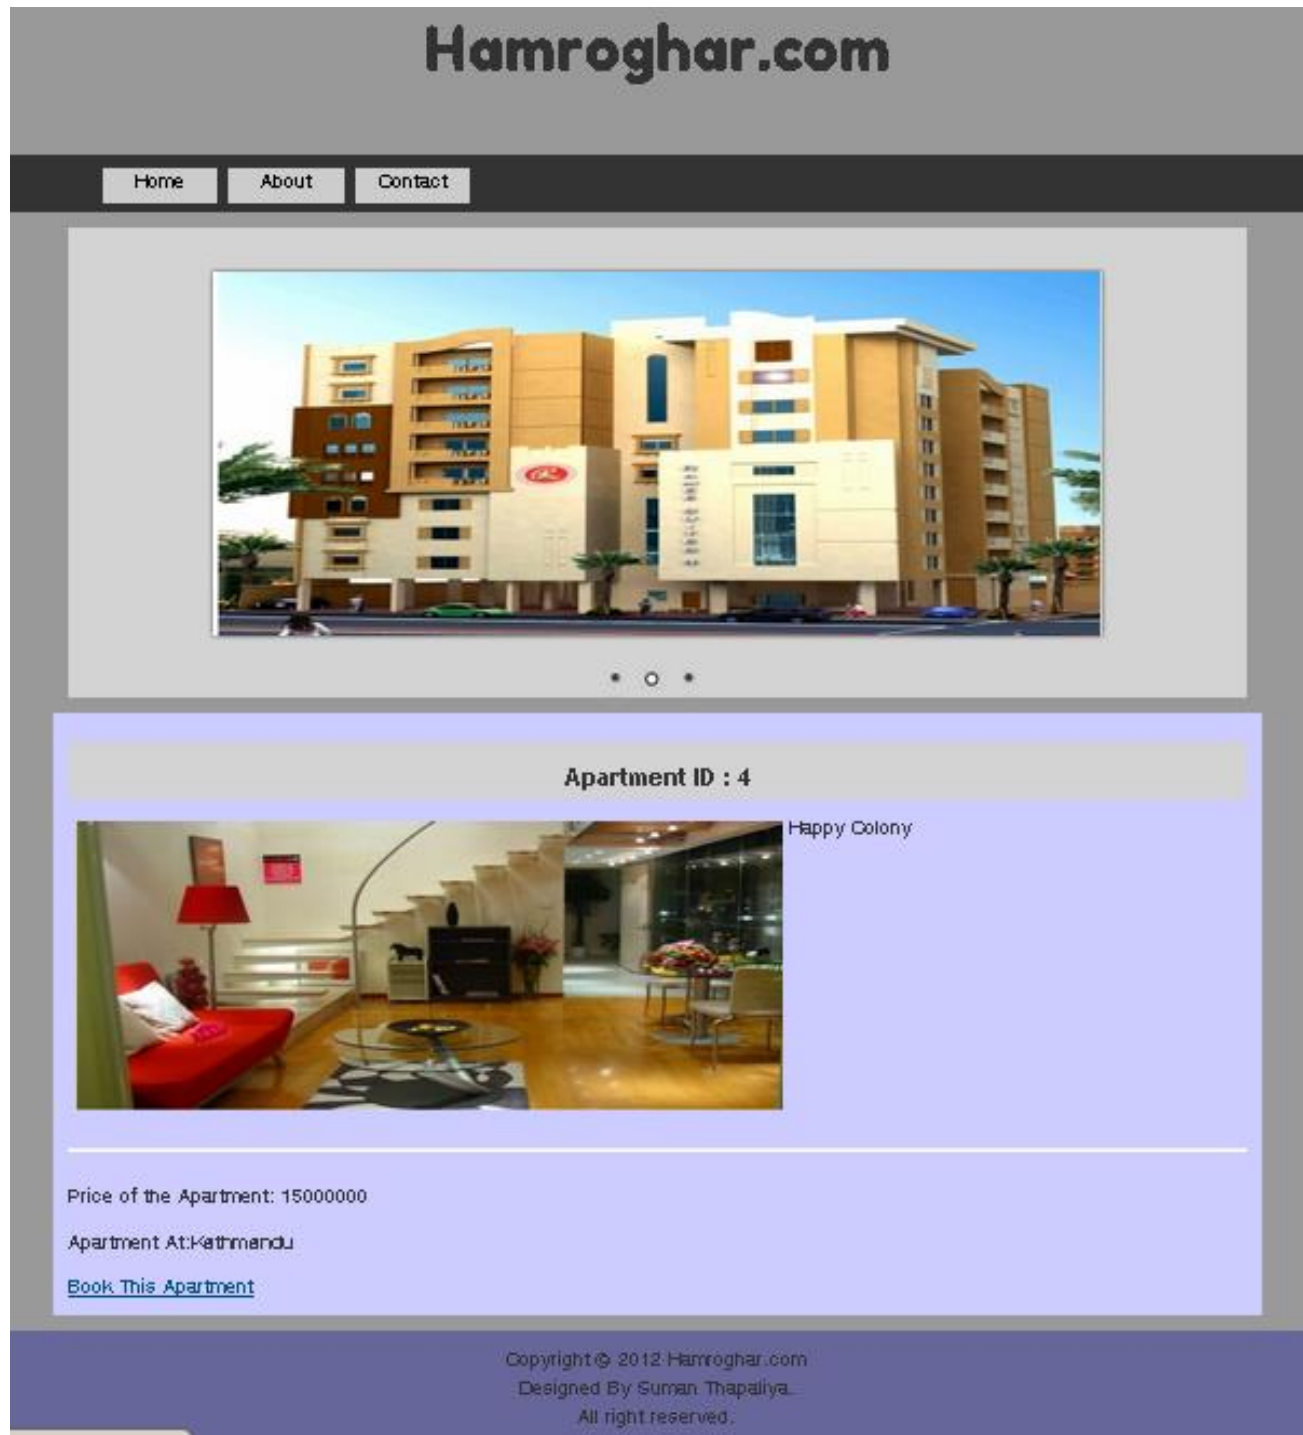 Hamroghar.com
Home About Contact
Apartment ID : 4
Happy Colony
Price of the Apartment: 15000000
Apartment At:Kathmandu
Book This Apartment
Copyright © 2012 Hamroghar.com
Designed By Suman Thapaliya.
All right reserved.